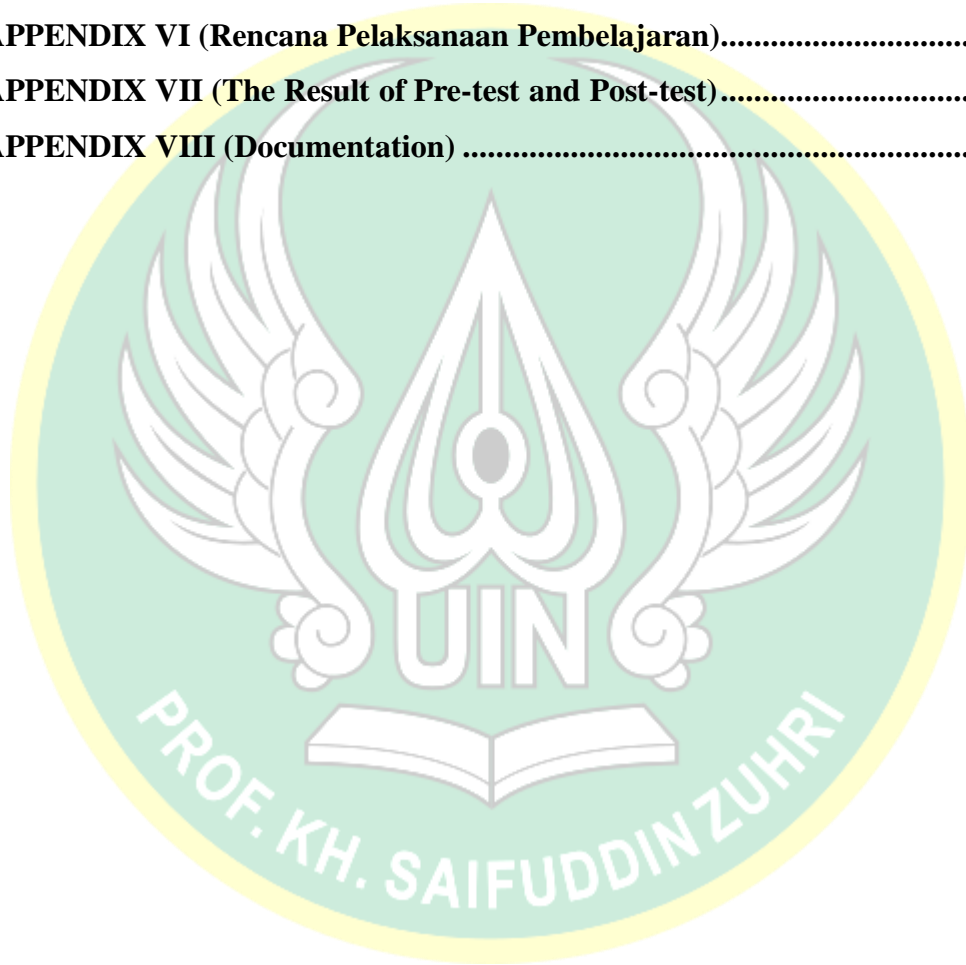 APPENDIX VI (Rencana Pelaksanaan Pembelajaran)..............................
APPENDIX VII (The Result of Pre-test and Post-test)..............................
APPENDIX VIII (Documentation) .............................................................
UIN
PROF. KH. SAIFUDDIN ZUHRI